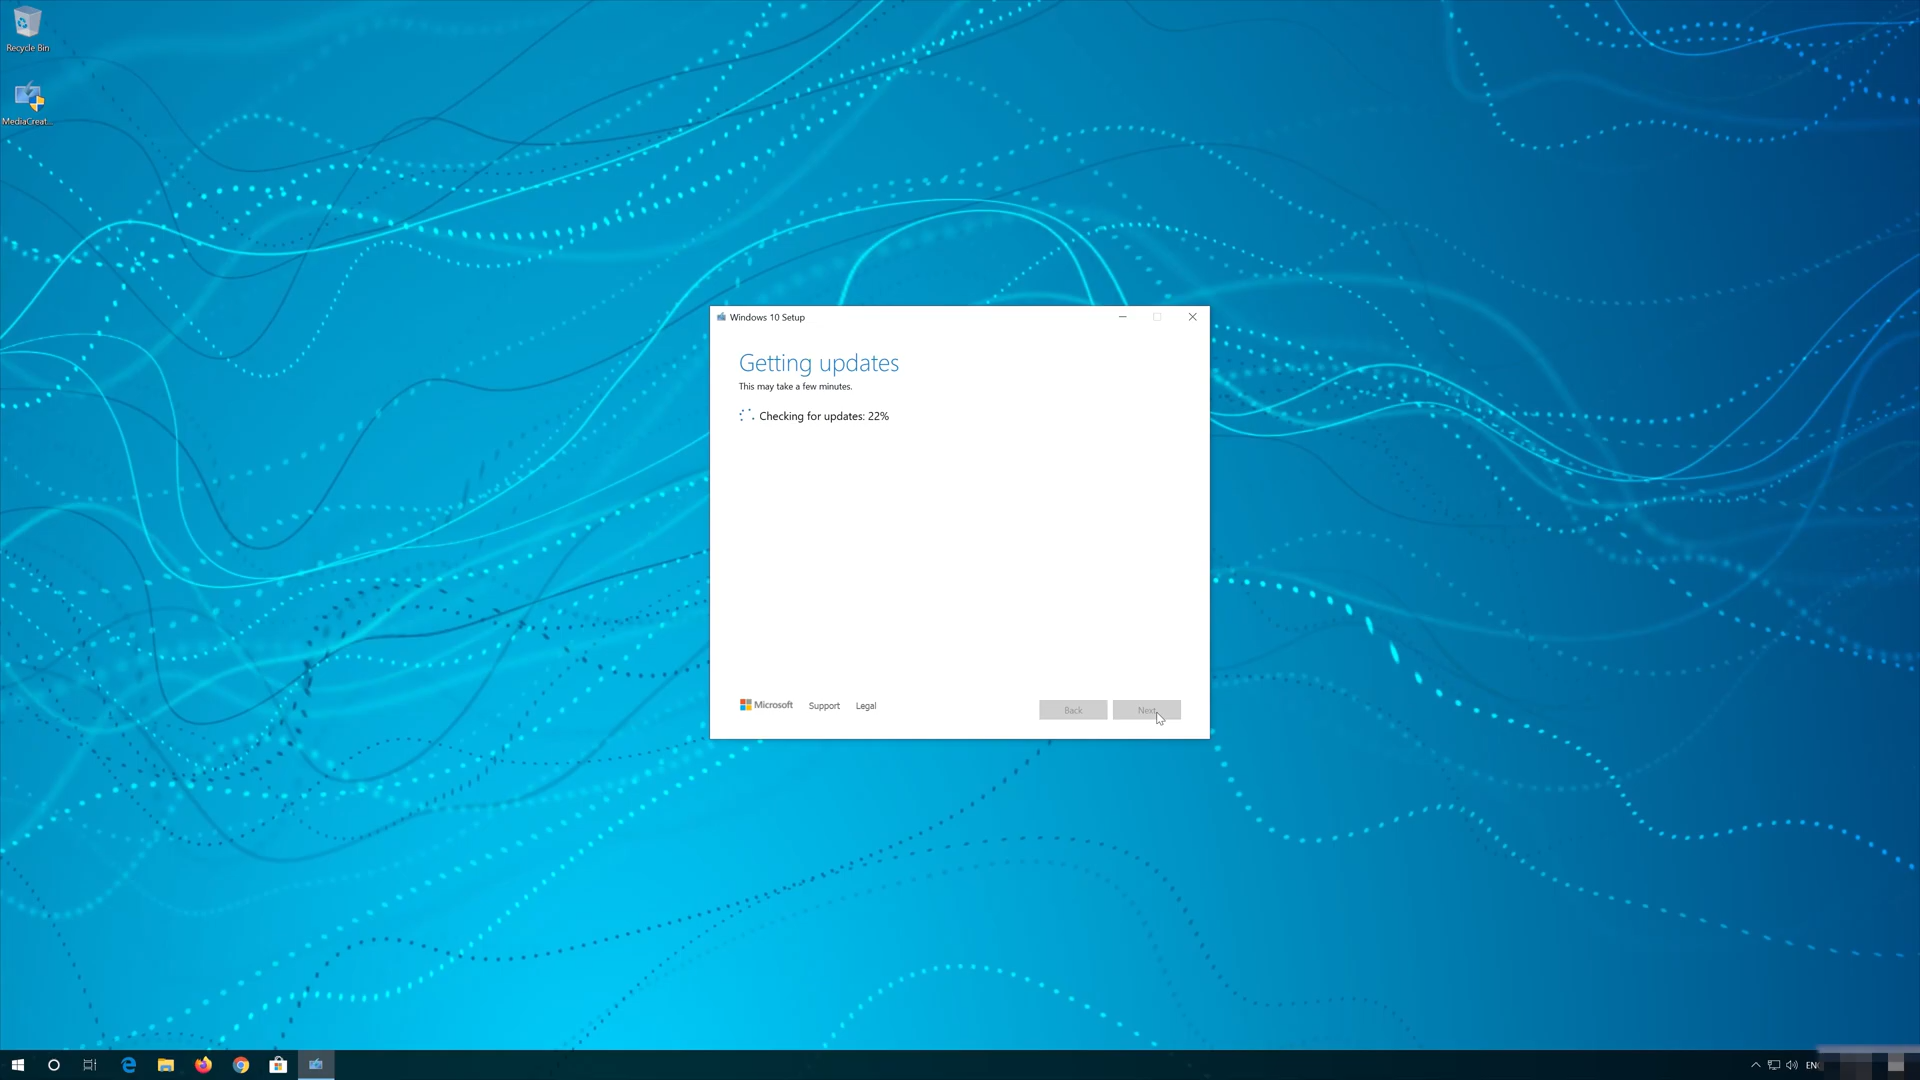 Recycle Bin
MediaCreat...
Windows 10 Setup
Getting updates
This may take a few minutes.
Checking for updates: 22%
Microsoft
Support
Legal
Back
Next